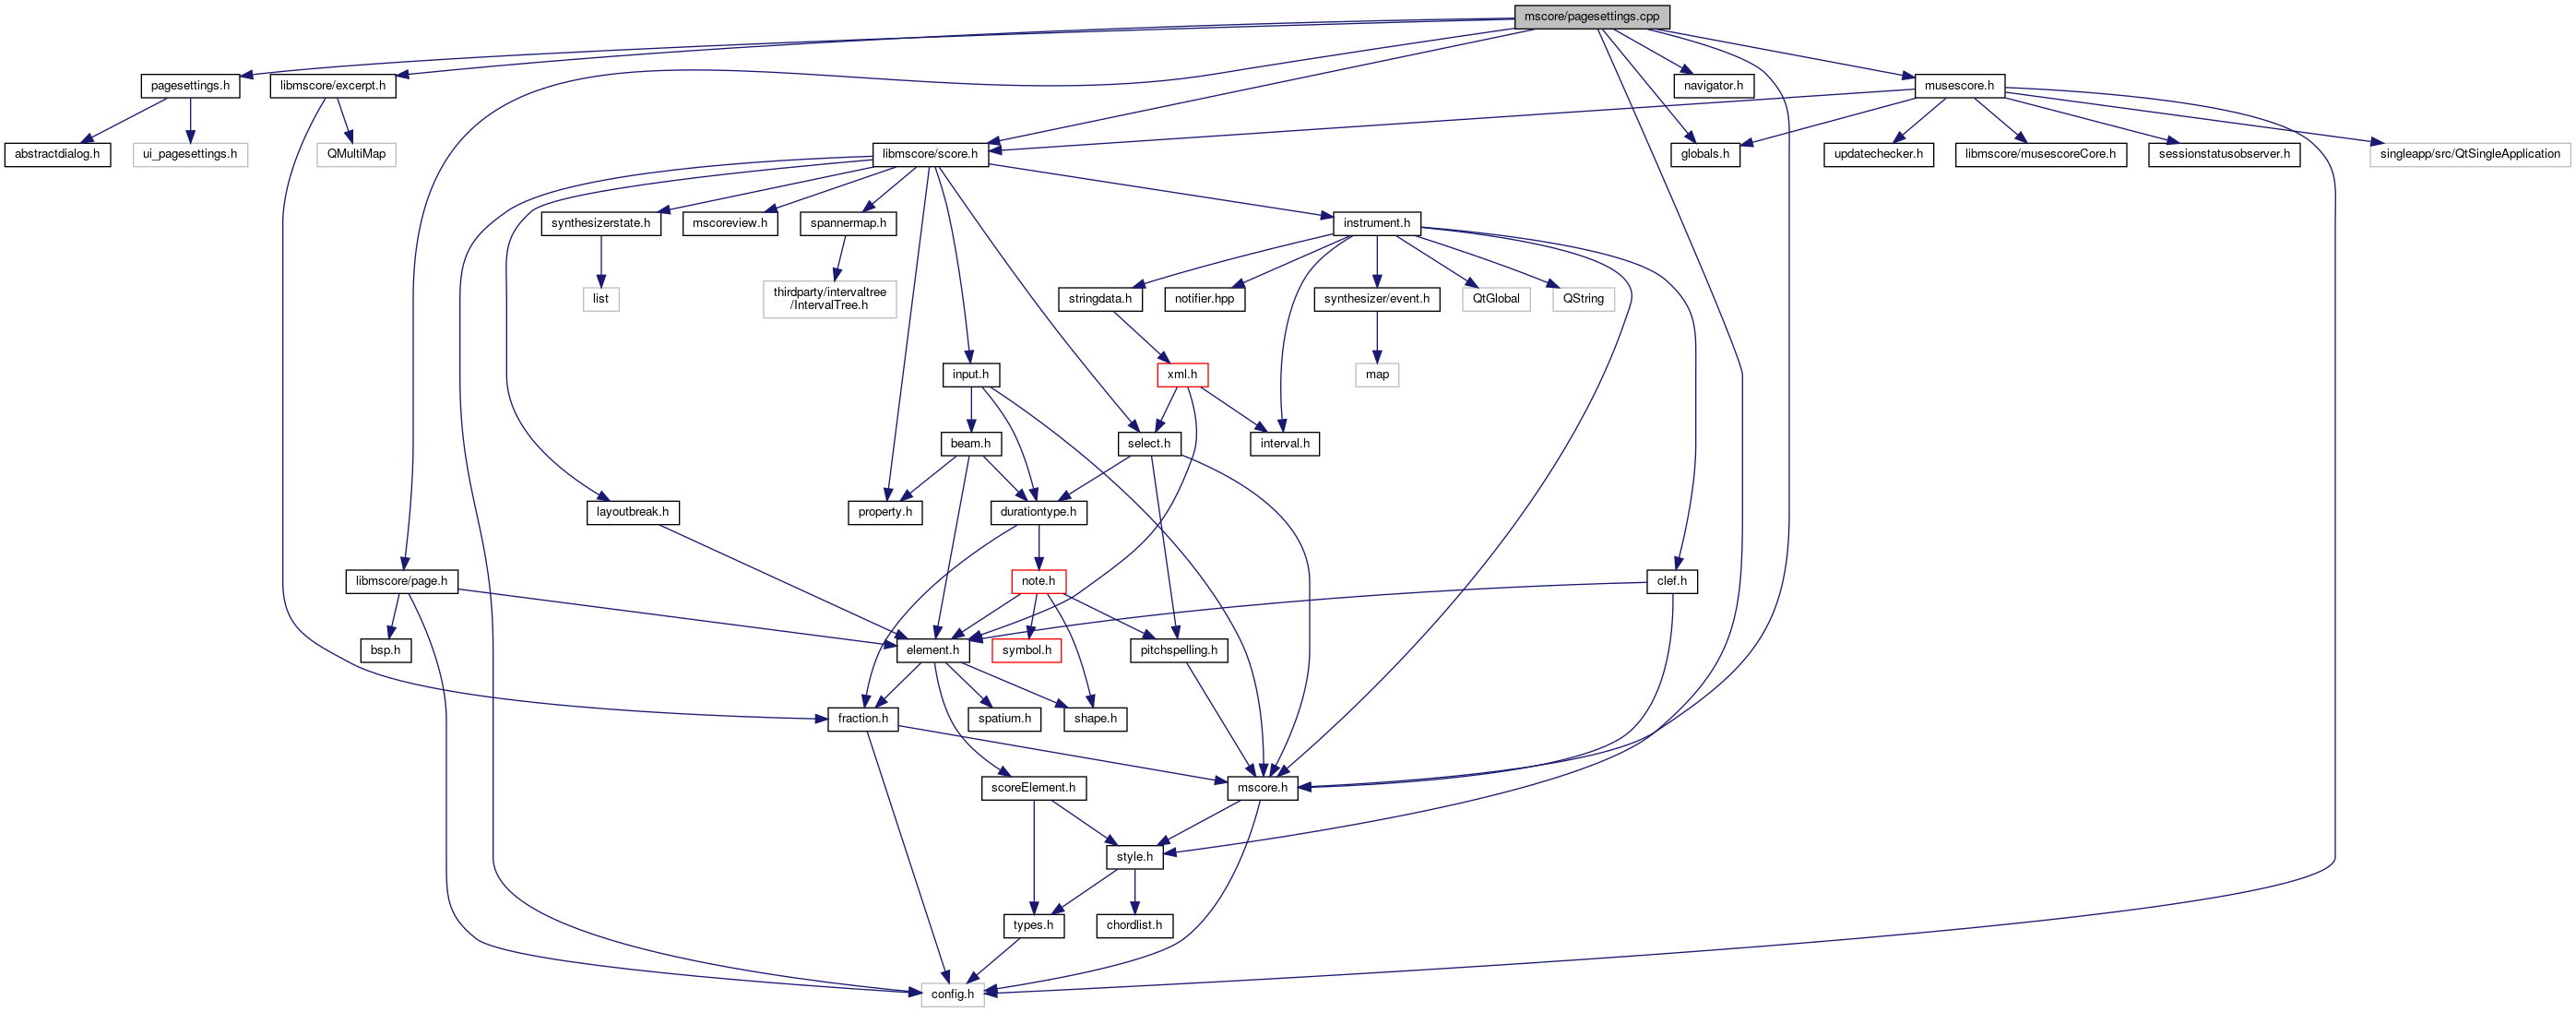 mscore/pagesettings.cpp
pagesettings.h
libmscore/excerpt.h
navigator.h
musescore.h
abstractdialog.h
ui_pagesettings.h
QMultiMap
libmscore/score.h
globals.h
updatechecker.h
libmscore/musescoreCore.h
sessionstatusobserver.h
singleapp/src/QtSingleApplication
synthesizerstate.h
mscoreview.h
spannermap.h
instrument.h
list
thirdparty/intervaltree
/IntervalTree.h
stringdata.h
notifier.hpp
synthesizer/event.h
QtGlobal
QString
input.h
xml.h
map
beam.h
select.h
interval.h
layoutbreak.h
property.h
durationtype.h
libmscore/page.h
note.h
clef.h
bsp.h
element.h
symbol.h
pitchspelling.h
fraction.h
spatium.h
shape.h
scoreElement.h
mscore.h
style.h
types.h
chordlist.h
config.h